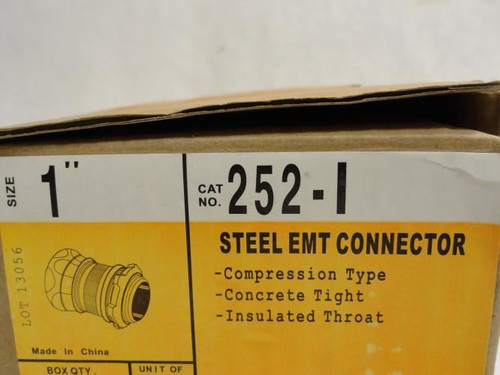 SIZE 1" CAT NO. 252-I
STEEL EMT CONNECTOR
-Compression Type
-Concrete Tight
-Insulated Throat
LOT 13056
Made In China
BOX QTY. UNIT OF